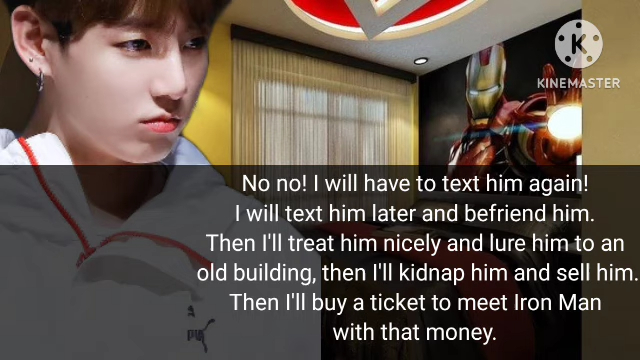 KINEMASTER
No no! I will have to text him again!
I will text him later and befriend him.
Then I'll treat him nicely and lure him to an
old building, then I'll kidnap him and sell him.
Then I'll buy a ticket to meet Iron Man
with that money.